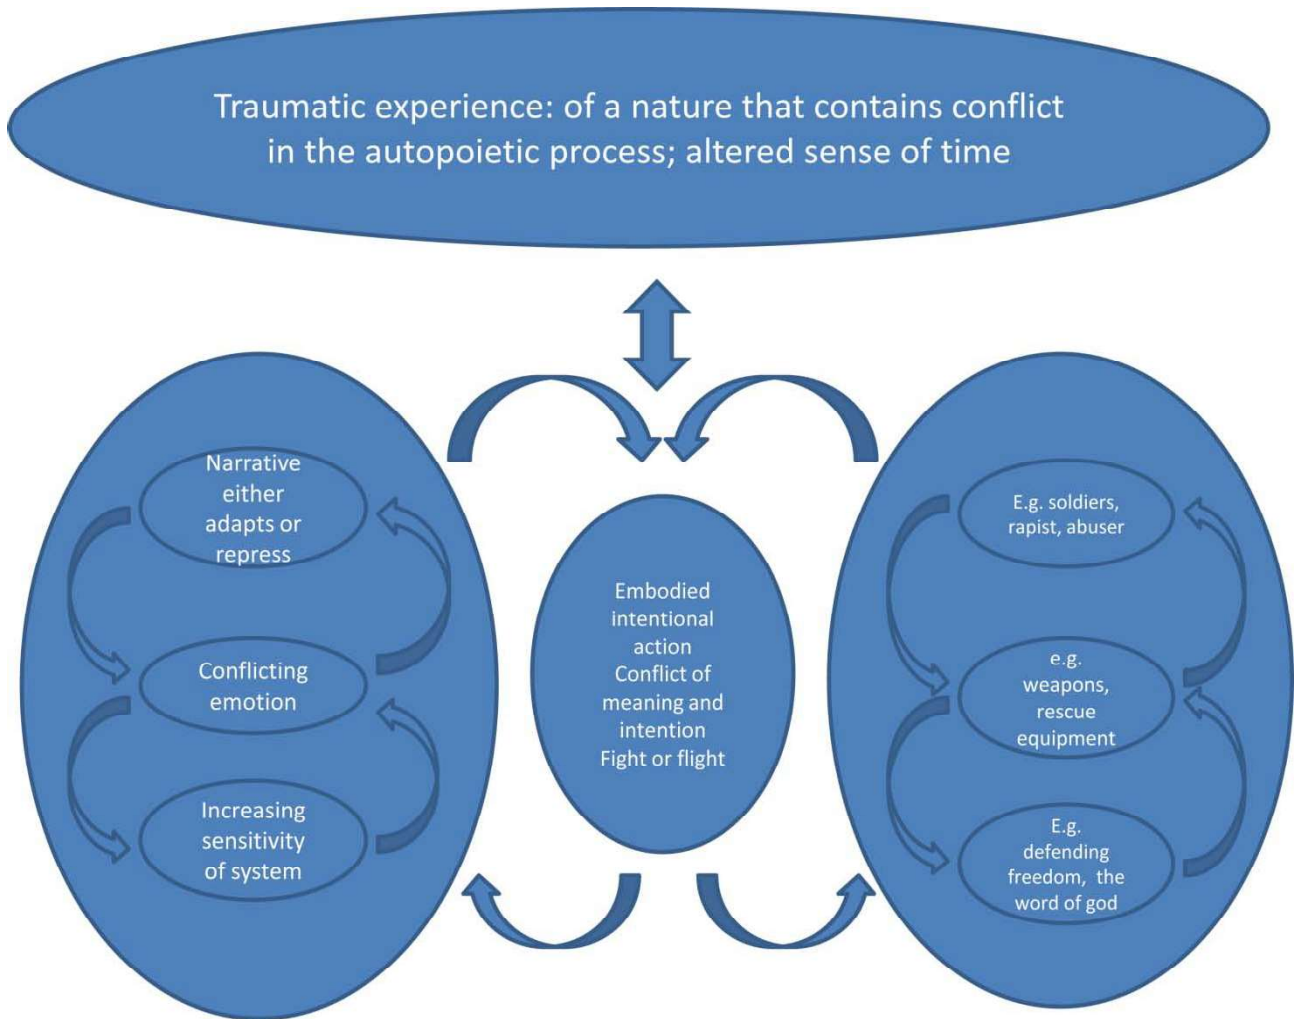 Traumatic experience: of a nature that contains conflict
in the autopoietic process; altered sense of time
Narrative
either
adapts or
repress
Conflicting
emotion
Increasing
sensitivity
of system
Embodied
intentional
action
Conflict of
meaning and
intention
Fight or flight
E.g. soldiers,
rapist, abuser
e.g.
weapons,
rescue
equipment
E.g.
defending
freedom, the
word of god